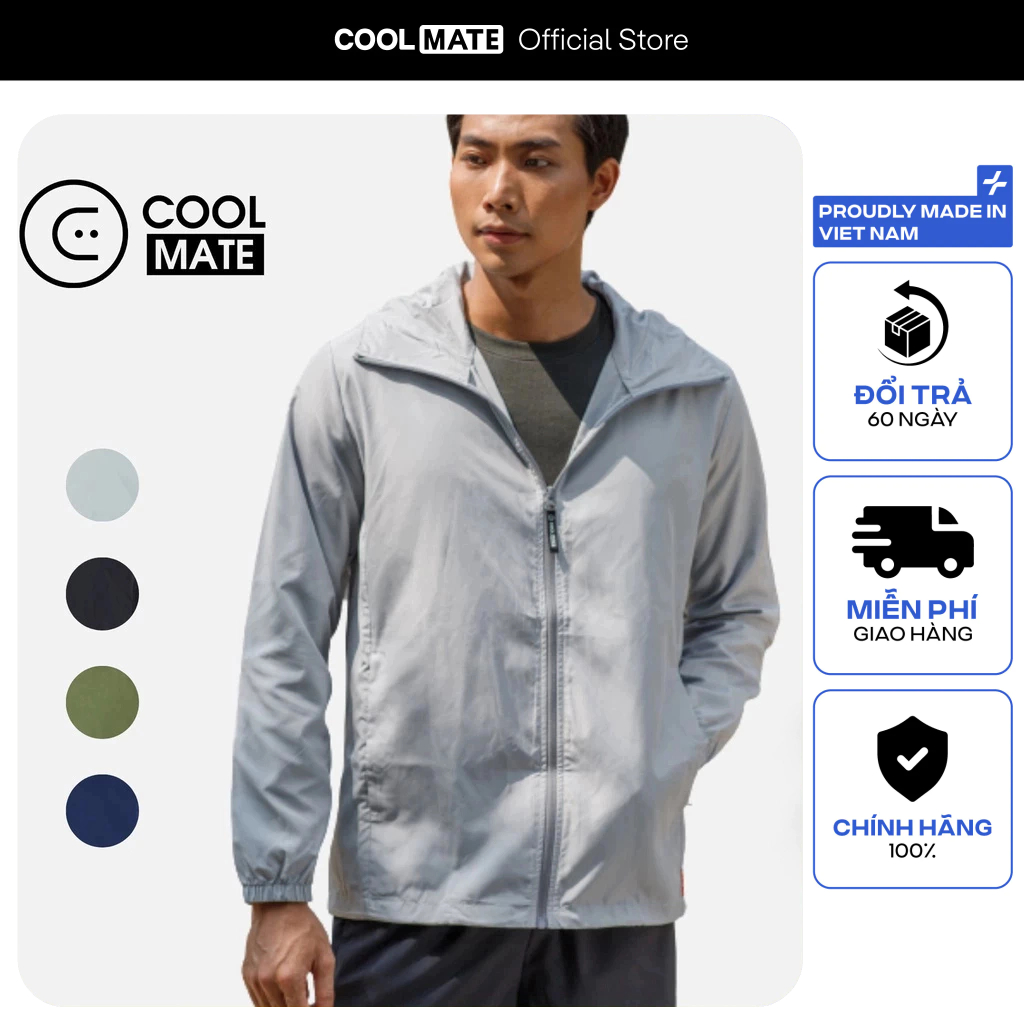 COOL MATE Official Store
COOL
MATE
PROUDLY MADE IN
VIET NAM
ĐỔI TRẢ
60 NGÀY
MIỄN PHÍ
GIAO HÀNG
CHÍNH HÃNG
100%